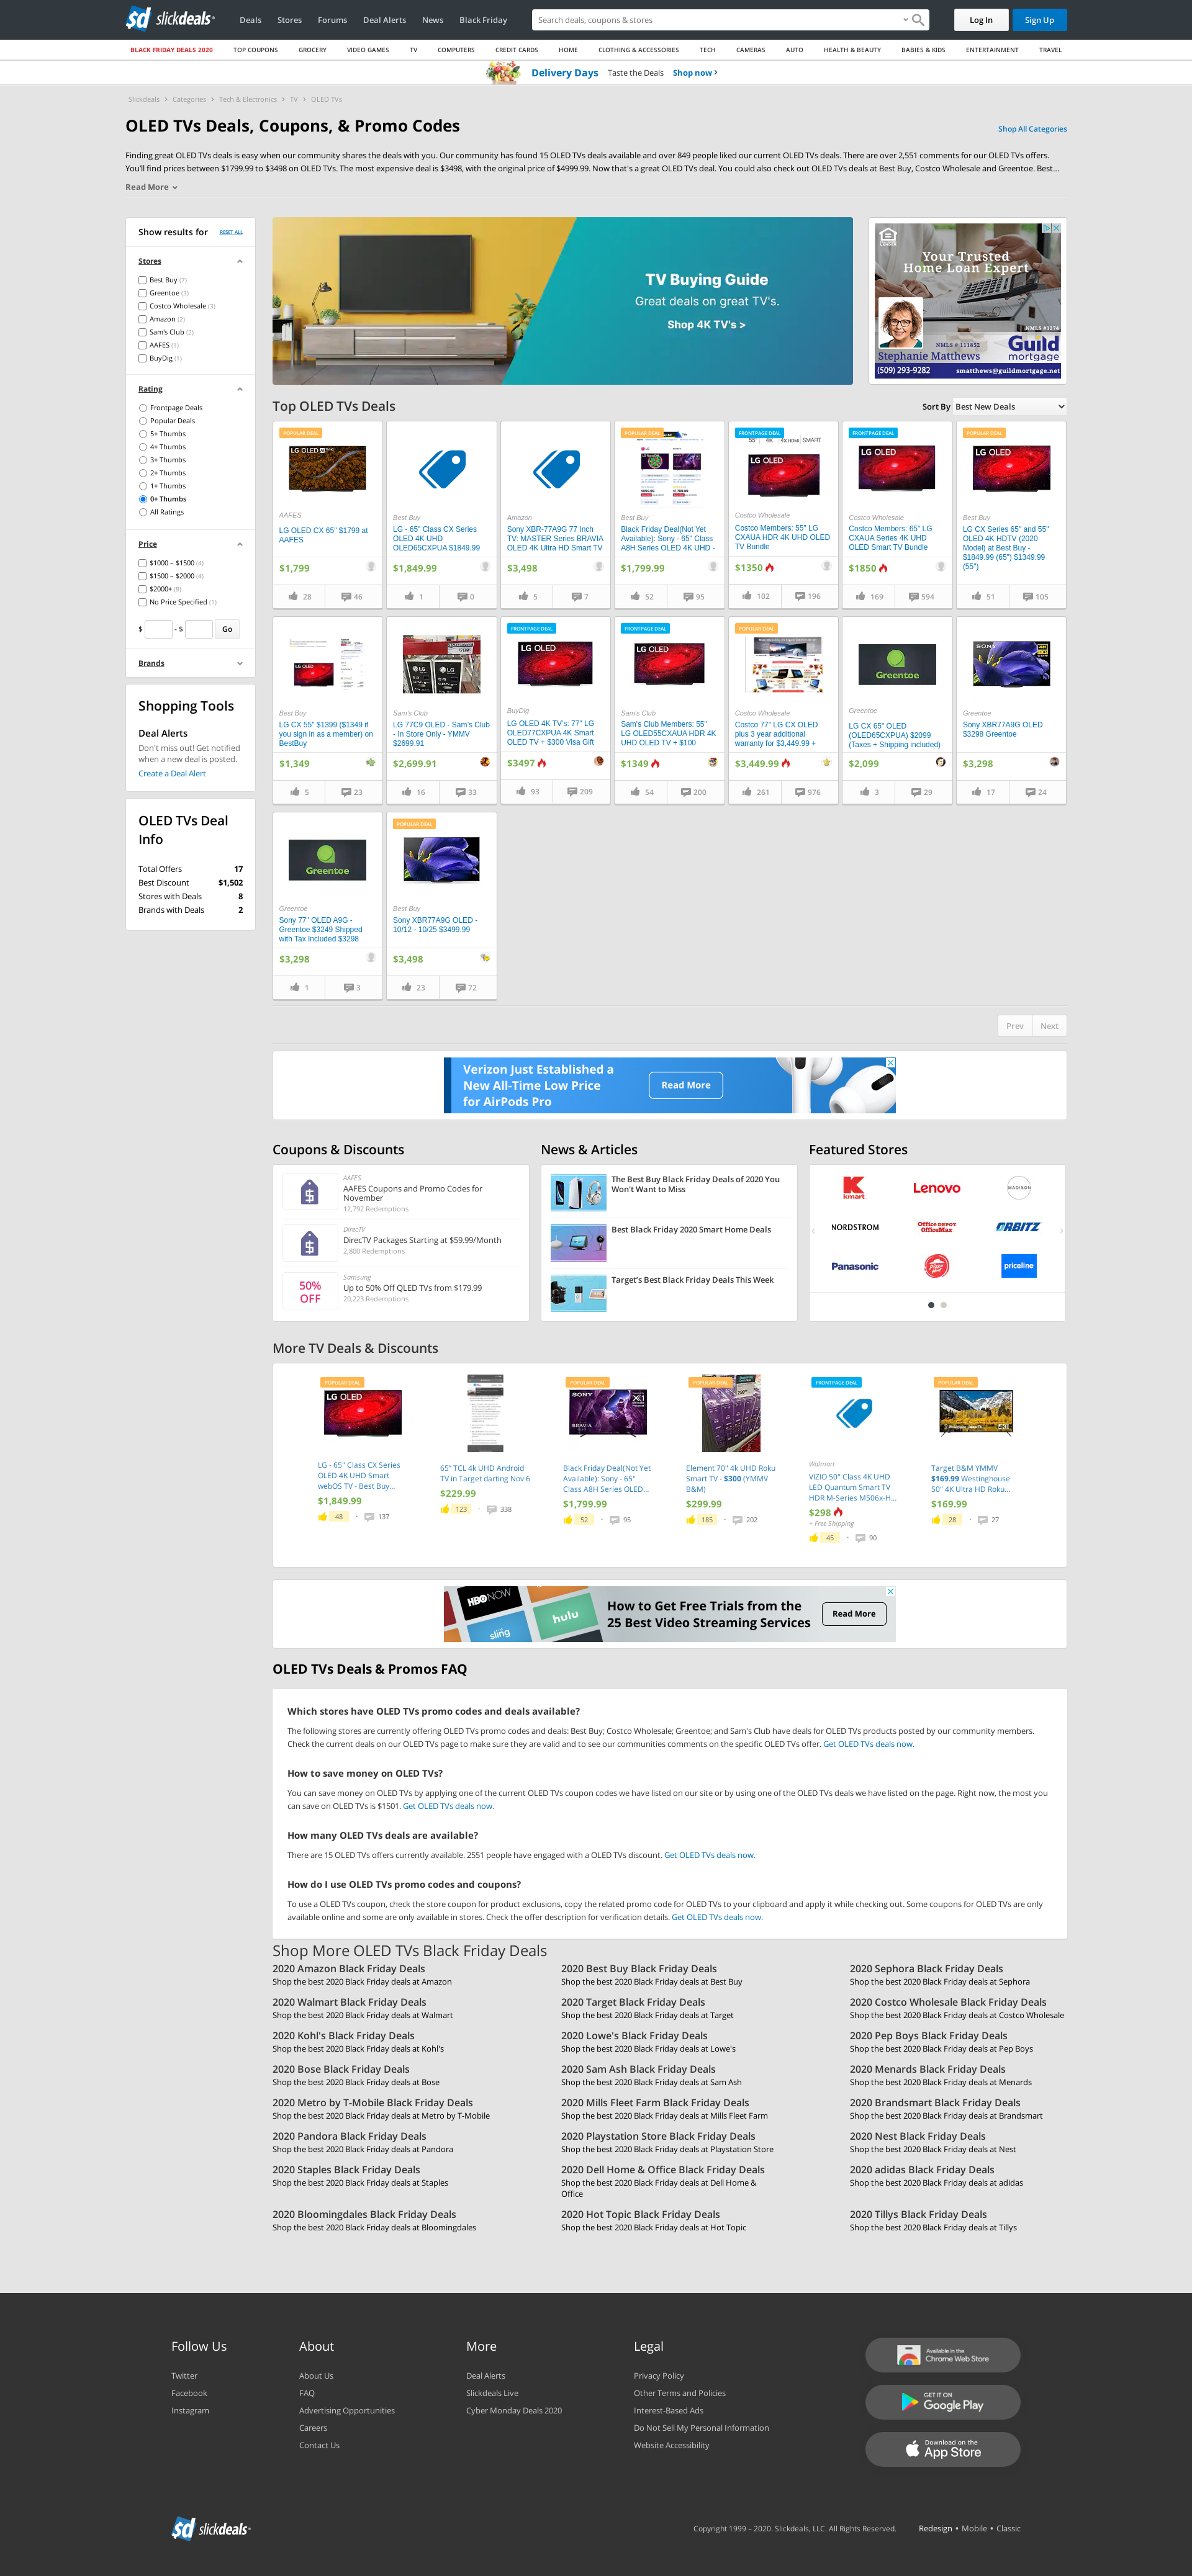 sd slickdeals
Deals Stores Forums Deal Alerts News Black Friday
Search deals, coupons & stores
Log In
Sign Up
BLACK FRIDAY DEALS 2020 TOP COUPONS GROCERY VIDEO GAMES TV COMPUTERS CREDIT CARDS HOME CLOTHING & ACCESSORIES TECH CAMERAS AUTO HEALTH & BEAUTY BABIES & KIDS ENTERTAINMENT TRAVEL
Delivery Days Taste the Deals Shop now ›
Slickdeals › Categories › Tech & Electronics › TV › OLED TVs
OLED TVs Deals, Coupons, & Promo Codes
Shop All Categories
Finding great OLED TVs deals is easy when our community shares the deals with you. Our community has found 15 OLED TVs deals available and over 849 people liked our current OLED TVs deals. There are over 2,551 comments for our OLED TVs offers.
You'll find prices between $1799.99 to $3498 on OLED TVs. The most expensive deal is $3498, with the original price of $4999.99. Now that's a great OLED TVs deal. You could also check out OLED TVs deals at Best Buy, Costco Wholesale and Greentoe. Best...
Read More
Show results for
RESET ALL
Stores
Best Buy (7)
Greentoe (3)
Costco Wholesale (3)
Amazon (2)
Sam's Club (2)
AAFES (1)
BuyDig (1)
Rating
Frontpage Deals
Popular Deals
5+ Thumbs
4+ Thumbs
3+ Thumbs
2+ Thumbs
1+ Thumbs
0+ Thumbs
All Ratings
Price
$1000 – $1500 (4)
$1500 – $2000 (4)
$2000+ (8)
No Price Specified (1)
$ - $ Go
Brands
Shopping Tools
Deal Alerts
Don't miss out! Get notified
when a new deal is posted.
Create a Deal Alert
OLED TVs Deal
Info
Total Offers 17
Best Discount $1,502
Stores with Deals 8
Brands with Deals 2
TV Buying Guide
Great deals on great TV's.
Shop 4K TV's >
Your Trusted
Home Loan Expert
NMLS #3274
NMLS # 111812
Guild
mortgage
Stephanie Matthews
(509) 293-9282
smatthews@guildmortgage.net
Top OLED TVs Deals
Sort By Best New Deals
POPULAR DEAL
LG OLED
AAFES
LG OLED CX 65" $1799 at
AAFES
$1,799
28 46
Best Buy
LG - 65" Class CX Series
OLED 4K UHD
OLED65CXPUA $1849.99
$1,849.99
1 0
Amazon
Sony XBR-77A9G 77 Inch
TV: MASTER Series BRAVIA
OLED 4K Ultra HD Smart TV
$3,498
5 7
POPULAR DEAL
Best Buy
Black Friday Deal(Not Yet
Available): Sony - 65" Class
A8H Series OLED 4K UHD -
$1,799.99
52 95
FRONTPAGE DEAL
55" 4K 4x HDMI SMART
LG OLED
Costco Wholesale
Costco Members: 55" LG
CXAUA HDR 4K UHD OLED
TV Bundle
$1350
102 196
FRONTPAGE DEAL
LG OLED
Costco Wholesale
Costco Members: 65" LG
CXAUA Series 4K UHD
OLED Smart TV Bundle
$1850
169 594
POPULAR DEAL
LG OLED
Best Buy
LG CX Series 65" and 55"
OLED 4K HDTV (2020
Model) at Best Buy -
$1849.99 (65") $1349.99
(55")
51 105
LG OLED
Best Buy
LG CX 55" $1399 ($1349 if
you sign in as a member) on
BestBuy
$1,349
5 23
Sam's Club
LG 77C9 OLED - Sam's Club
- In Store Only - YMMV
$2699.91
$2,699.91
16 33
FRONTPAGE DEAL
LG OLED
BuyDig
LG OLED 4K TV's: 77" LG
OLED77CXPUA 4K Smart
OLED TV + $300 Visa Gift
$3497
93 209
FRONTPAGE DEAL
LG OLED
Sam's Club
Sam's Club Members: 55"
LG OLED55CXAUA HDR 4K
UHD OLED TV + $100
$1349
54 200
POPULAR DEAL
Costco Wholesale
Costco 77" LG CX OLED
plus 3 year additional
warranty for $3,449.99 +
$3,449.99
261 976
Greentoe
Greentoe
LG CX 65" OLED
(OLED65CXPUA) $2099
(Taxes + Shipping included)
$2,099
3 29
SONY
Greentoe
Sony XBR77A9G OLED
$3298 Greentoe
$3,298
17 24
Greentoe
Greentoe
Sony 77" OLED A9G -
Greentoe $3249 Shipped
with Tax Included $3298
$3,298
1 3
POPULAR DEAL
Best Buy
Sony XBR77A9G OLED -
10/12 - 10/25 $3499.99
$3,498
23 72
Prev Next
Verizon Just Established a
New All-Time Low Price
for AirPods Pro
Read More
Coupons & Discounts
AAFES
AAFES Coupons and Promo Codes for
November
12,792 Redemptions
DirecTV
DirecTV Packages Starting at $59.99/Month
2,800 Redemptions
50%
OFF
Samsung
Up to 50% Off QLED TVs from $179.99
20,223 Redemptions
News & Articles
The Best Buy Black Friday Deals of 2020 You
Won't Want to Miss
Best Black Friday 2020 Smart Home Deals
Target's Best Black Friday Deals This Week
Featured Stores
kmart
Lenovo
MADISON
NORDSTROM
Office DEPOT
OfficeMax
ORBITZ
Panasonic
Pizza Hut
priceline
More TV Deals & Discounts
POPULAR DEAL
LG OLED
LG - 65" Class CX Series
OLED 4K UHD Smart
webOS TV - Best Buy...
$1,849.99
48 · 137
65" TCL 4k UHD Android
TV in Target darting Nov 6
$229.99
123 · 338
POPULAR DEAL
SONY
BRAVIA
Black Friday Deal(Not Yet
Available): Sony - 65"
Class A8H Series OLED...
$1,799.99
52 · 95
POPULAR DEAL
Element 70" 4k UHD Roku
Smart TV - $300 (YMMV
B&M)
$299.99
185 · 202
FRONTPAGE DEAL
Walmart
VIZIO 50" Class 4K UHD
LED Quantum Smart TV
HDR M-Series M506x-H...
$298
+ Free Shipping
45 · 90
POPULAR DEAL
Target B&M YMMV
$169.99 Westinghouse
50" 4K Ultra HD Roku...
$169.99
28 · 27
HBO NOW
hulu
sling
How to Get Free Trials from the
25 Best Video Streaming Services
Read More
OLED TVs Deals & Promos FAQ
Which stores have OLED TVs promo codes and deals available?
The following stores are currently offering OLED TVs promo codes and deals: Best Buy; Costco Wholesale; Greentoe; and Sam's Club have deals for OLED TVs products posted by our community members.
Check the current deals on our OLED TVs page to make sure they are valid and to see our communities comments on the specific OLED TVs offer. Get OLED TVs deals now.
How to save money on OLED TVs?
You can save money on OLED TVs by applying one of the current OLED TVs coupon codes we have listed on our site or by using one of the OLED TVs deals we have listed on the page. Right now, the most you
can save on OLED TVs is $1501. Get OLED TVs deals now.
How many OLED TVs deals are available?
There are 15 OLED TVs offers currently available. 2551 people have engaged with a OLED TVs discount. Get OLED TVs deals now.
How do I use OLED TVs promo codes and coupons?
To use a OLED TVs coupon, check the store coupon for product exclusions, copy the related promo code for OLED TVs to your clipboard and apply it while checking out. Some coupons for OLED TVs are only
available online and some are only available in stores. Check the offer description for verification details. Get OLED TVs deals now.
Shop More OLED TVs Black Friday Deals
2020 Amazon Black Friday Deals
Shop the best 2020 Black Friday deals at Amazon
2020 Best Buy Black Friday Deals
Shop the best 2020 Black Friday deals at Best Buy
2020 Sephora Black Friday Deals
Shop the best 2020 Black Friday deals at Sephora
2020 Walmart Black Friday Deals
Shop the best 2020 Black Friday deals at Walmart
2020 Target Black Friday Deals
Shop the best 2020 Black Friday deals at Target
2020 Costco Wholesale Black Friday Deals
Shop the best 2020 Black Friday deals at Costco Wholesale
2020 Kohl's Black Friday Deals
Shop the best 2020 Black Friday deals at Kohl's
2020 Lowe's Black Friday Deals
Shop the best 2020 Black Friday deals at Lowe's
2020 Pep Boys Black Friday Deals
Shop the best 2020 Black Friday deals at Pep Boys
2020 Bose Black Friday Deals
Shop the best 2020 Black Friday deals at Bose
2020 Sam Ash Black Friday Deals
Shop the best 2020 Black Friday deals at Sam Ash
2020 Menards Black Friday Deals
Shop the best 2020 Black Friday deals at Menards
2020 Metro by T-Mobile Black Friday Deals
Shop the best 2020 Black Friday deals at Metro by T-Mobile
2020 Mills Fleet Farm Black Friday Deals
Shop the best 2020 Black Friday deals at Mills Fleet Farm
2020 Brandsmart Black Friday Deals
Shop the best 2020 Black Friday deals at Brandsmart
2020 Pandora Black Friday Deals
Shop the best 2020 Black Friday deals at Pandora
2020 Playstation Store Black Friday Deals
Shop the best 2020 Black Friday deals at Playstation Store
2020 Nest Black Friday Deals
Shop the best 2020 Black Friday deals at Nest
2020 Staples Black Friday Deals
Shop the best 2020 Black Friday deals at Staples
2020 Dell Home & Office Black Friday Deals
Shop the best 2020 Black Friday deals at Dell Home &
Office
2020 adidas Black Friday Deals
Shop the best 2020 Black Friday deals at adidas
2020 Bloomingdales Black Friday Deals
Shop the best 2020 Black Friday deals at Bloomingdales
2020 Hot Topic Black Friday Deals
Shop the best 2020 Black Friday deals at Hot Topic
2020 Tillys Black Friday Deals
Shop the best 2020 Black Friday deals at Tillys
Follow Us
Twitter
Facebook
Instagram
About
About Us
FAQ
Advertising Opportunities
Careers
Contact Us
More
Deal Alerts
Slickdeals Live
Cyber Monday Deals 2020
Legal
Privacy Policy
Other Terms and Policies
Interest-Based Ads
Do Not Sell My Personal Information
Website Accessibility
Available in the
Chrome Web Store
GET IT ON
Google Play
Download on the
App Store
sd slickdeals
Copyright 1999 – 2020. Slickdeals, LLC. All Rights Reserved.
Redesign • Mobile • Classic